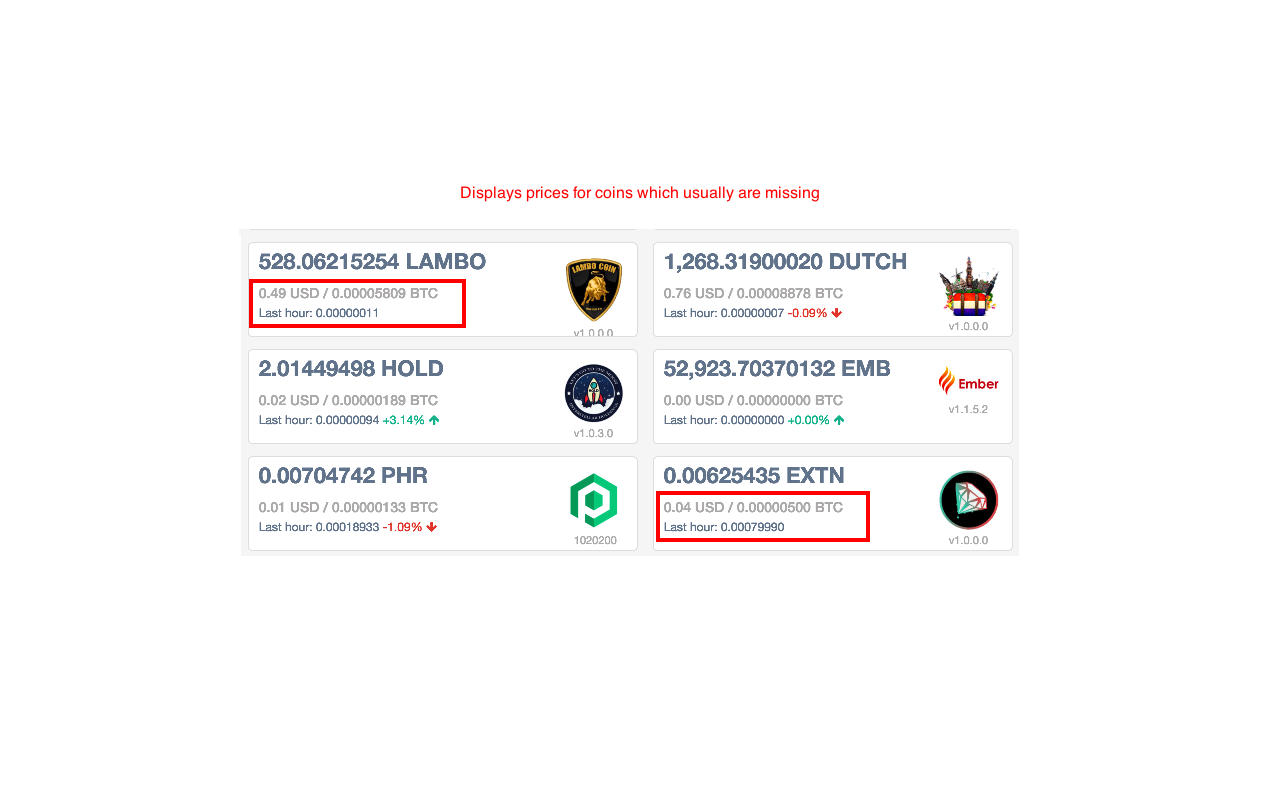 Displays prices for coins which usually are missing
528.06215254 LAMBO
0.49 USD / 0.00005809 BTC
Last hour: 0.00000011
LAMBO COIN
v1.0.0.0
1,268.31900020 DUTCH
0.76 USD / 0.00008878 BTC
Last hour: 0.00000007 -0.09%
v1.0.0.0
2.01449498 HOLD
0.02 USD / 0.00000189 BTC
Last hour: 0.00000094 +3.14%
v1.0.3.0
52,923.70370132 EMB
0.00 USD / 0.00000000 BTC
Last hour: 0.00000000 +0.00%
Ember
v1.1.5.2
0.00704742 PHR
0.01 USD / 0.00000133 BTC
Last hour: 0.00018933 -1.09%
1020200
0.00625435 EXTN
0.04 USD / 0.00000500 BTC
Last hour: 0.00079990
v1.0.0.0